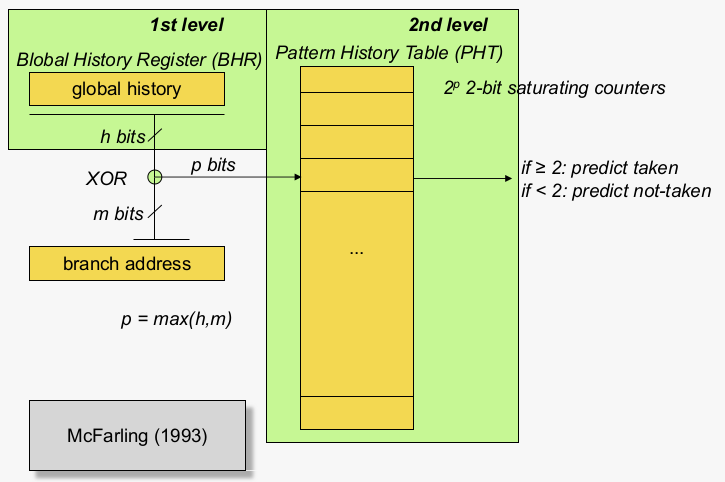 1st level
2nd level
Blobal History Register (BHR)
Pattern History Table (PHT)
global history
2ᵖ 2-bit saturating counters
h bits
p bits
if ≥ 2: predict taken
XOR
if < 2: predict not-taken
m bits
...
branch address
p = max(h,m)
McFarling (1993)